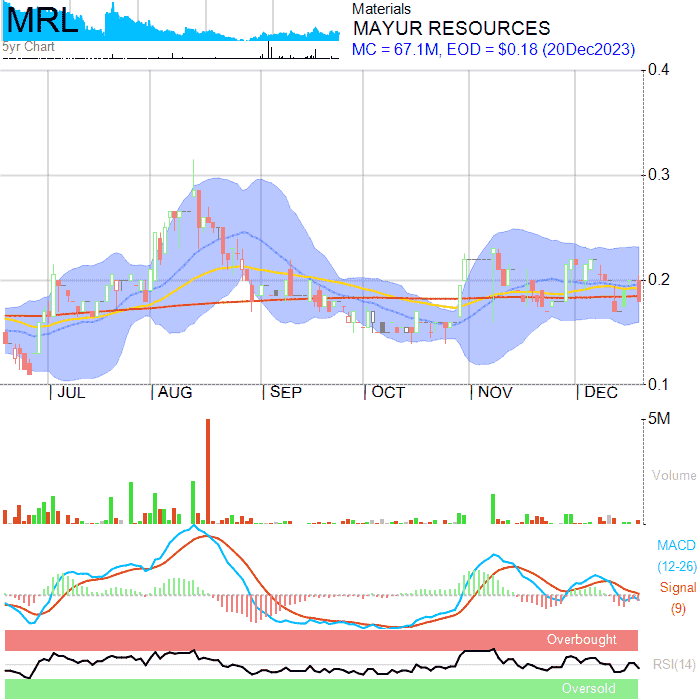 MRL
5yr Chart
Materials
MAYUR RESOURCES
MC = 67.1M, EOD = $0.18 (20Dec2023)
0.4
0.3
0.2
0.1
JUL
AUG
SEP
OCT
NOV
DEC
5M
Volume
MACD
(12-26)
Signal
(9)
Overbought
RSI(14)
Oversold